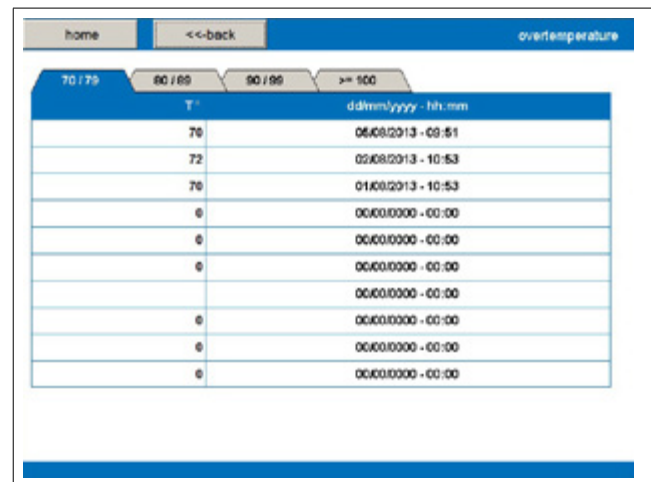 home <<-back overtemperature
70 / 79 80 / 89 90 / 99 >= 100
T° dd/mm/yyyy - hh:mm
70 05/08/2013 - 09:51
72 02/08/2013 - 10:53
70 01/08/2013 - 10:53
0 00/00/0000 - 00:00
0 00/00/0000 - 00:00
0 00/00/0000 - 00:00
00/00/0000 - 00:00
0 00/00/0000 - 00:00
0 00/00/0000 - 00:00
0 00/00/0000 - 00:00